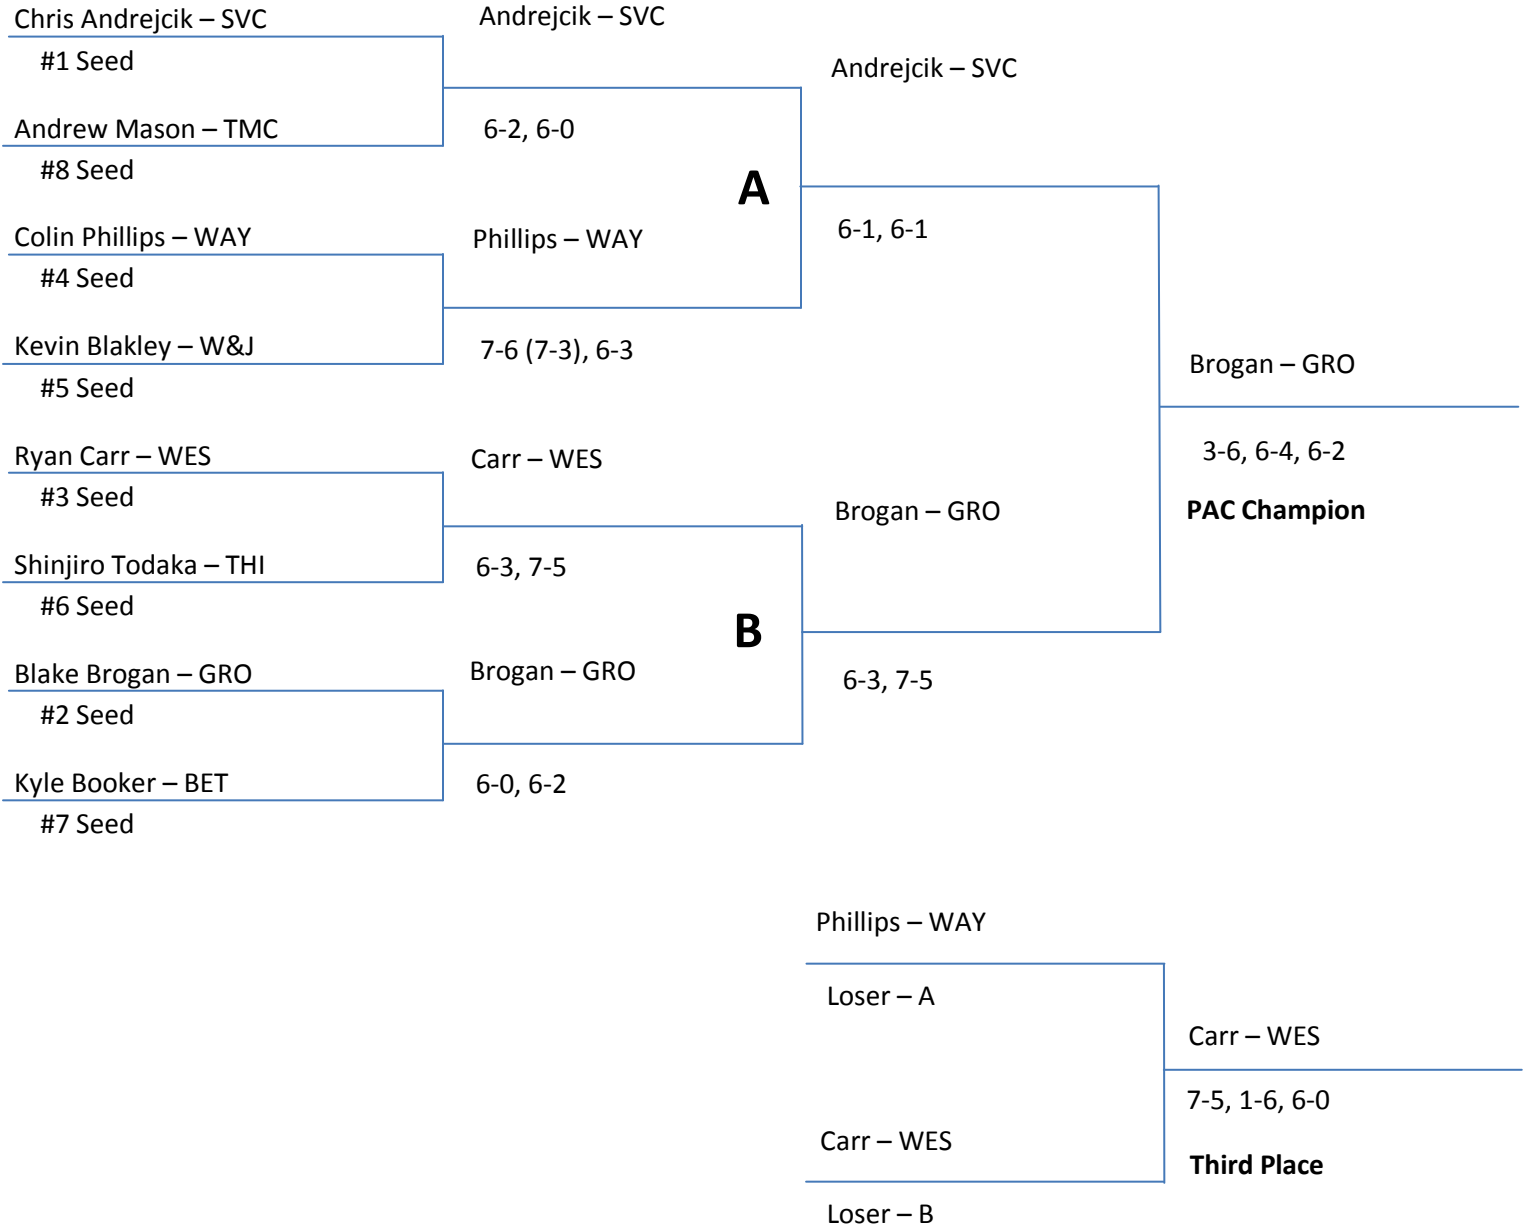 Chris Andrejcik – SVC
#1 Seed
Andrew Mason – TMC
#8 Seed
Colin Phillips – WAY
#4 Seed
Kevin Blakley – W&J
#5 Seed
Ryan Carr – WES
#3 Seed
Shinjiro Todaka – THI
#6 Seed
Blake Brogan – GRO
#2 Seed
Kyle Booker – BET
#7 Seed
Andrejcik – SVC
6-2, 6-0
A
Phillips – WAY
7-6 (7-3), 6-3
Carr – WES
6-3, 7-5
B
Brogan – GRO
6-0, 6-2
Andrejcik – SVC
6-1, 6-1
Brogan – GRO
6-3, 7-5
Brogan – GRO
3-6, 6-4, 6-2
PAC Champion
Phillips – WAY
Loser – A
Carr – WES
Loser – B
Carr – WES
7-5, 1-6, 6-0
Third Place